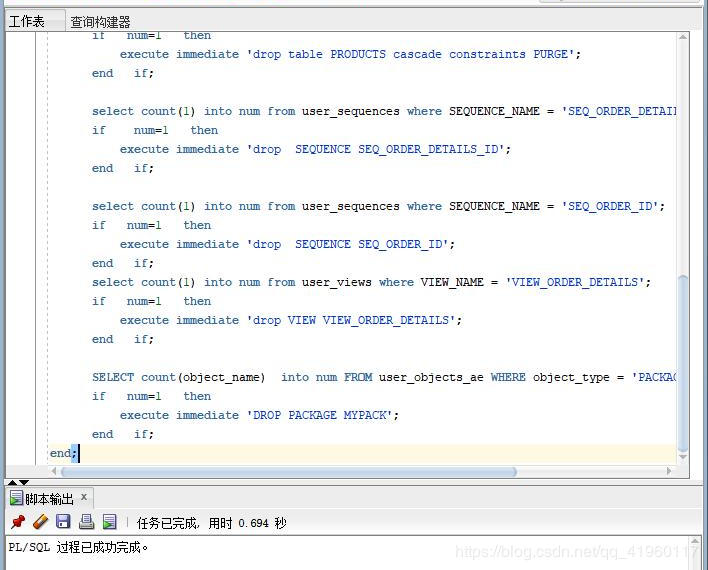 工作表 查询构建器
if   num=1   then
execute immediate 'drop table PRODUCTS cascade constraints PURGE';
end   if;
select count(1) into num from user_sequences where SEQUENCE_NAME = 'SEQ_ORDER_DETAI
if    num=1   then
execute immediate 'drop  SEQUENCE SEQ_ORDER_DETAILS_ID';
end   if;
select count(1) into num from user_sequences where SEQUENCE_NAME = 'SEQ_ORDER_ID';
if   num=1   then
execute immediate 'drop  SEQUENCE SEQ_ORDER_ID';
end   if;
select count(1) into num from user_views where VIEW_NAME = 'VIEW_ORDER_DETAILS';
if   num=1   then
execute immediate 'drop VIEW VIEW_ORDER_DETAILS';
end   if;
SELECT count(object_name)  into num FROM user_objects_ae WHERE object_type = 'PACKAG
if   num=1   then
execute immediate 'DROP PACKAGE MYPACK';
end   if;
end;
脚本输出 x
任务已完成, 用时 0.694 秒
PL/SQL 过程已成功完成。
https://blog.csdn.net/qq_41960117